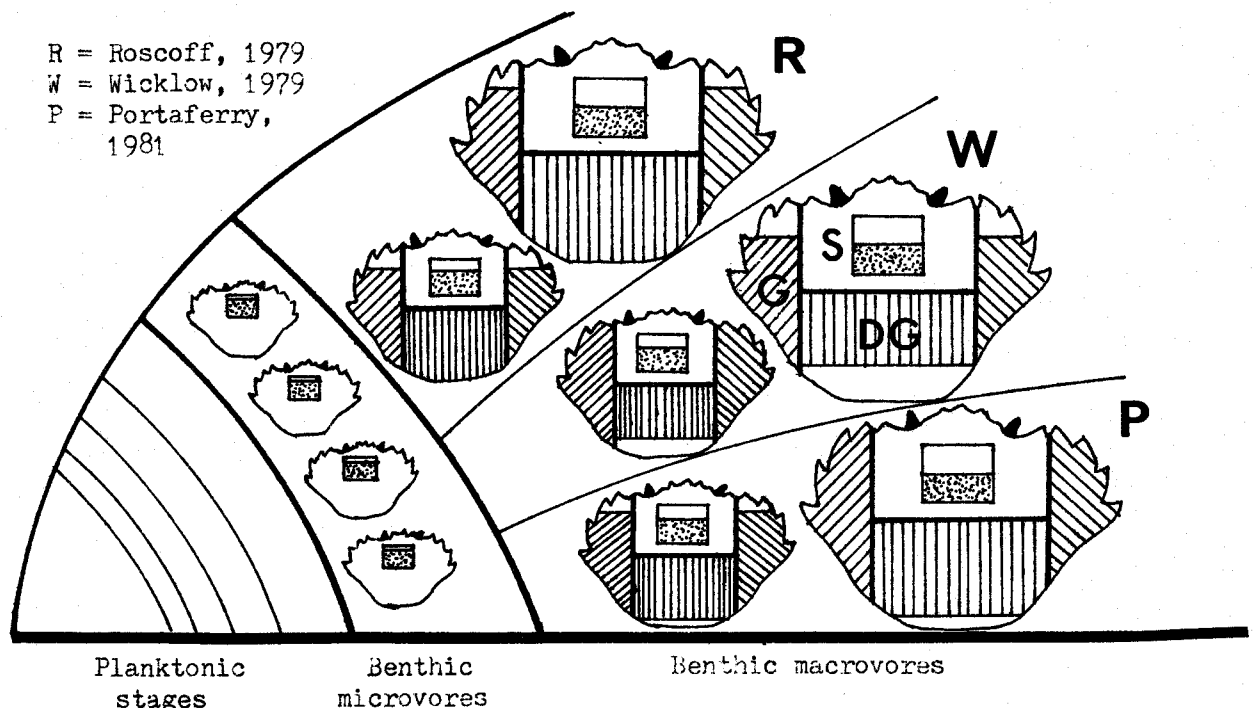 R = Roscoff, 1979
W = Wicklow, 1979
P = Portaferry,
1981
R
W
S
G
DG
P
Planktonic
stages
Benthic
microvores
Benthic macrovores